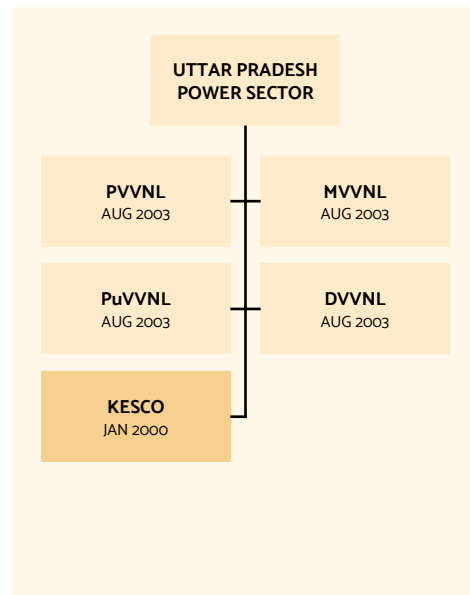 UTTAR PRADESH
POWER SECTOR
PVVNL
AUG 2003
MVVNL
AUG 2003
PuVVNL
AUG 2003
DVVNL
AUG 2003
KESCO
JAN 2000